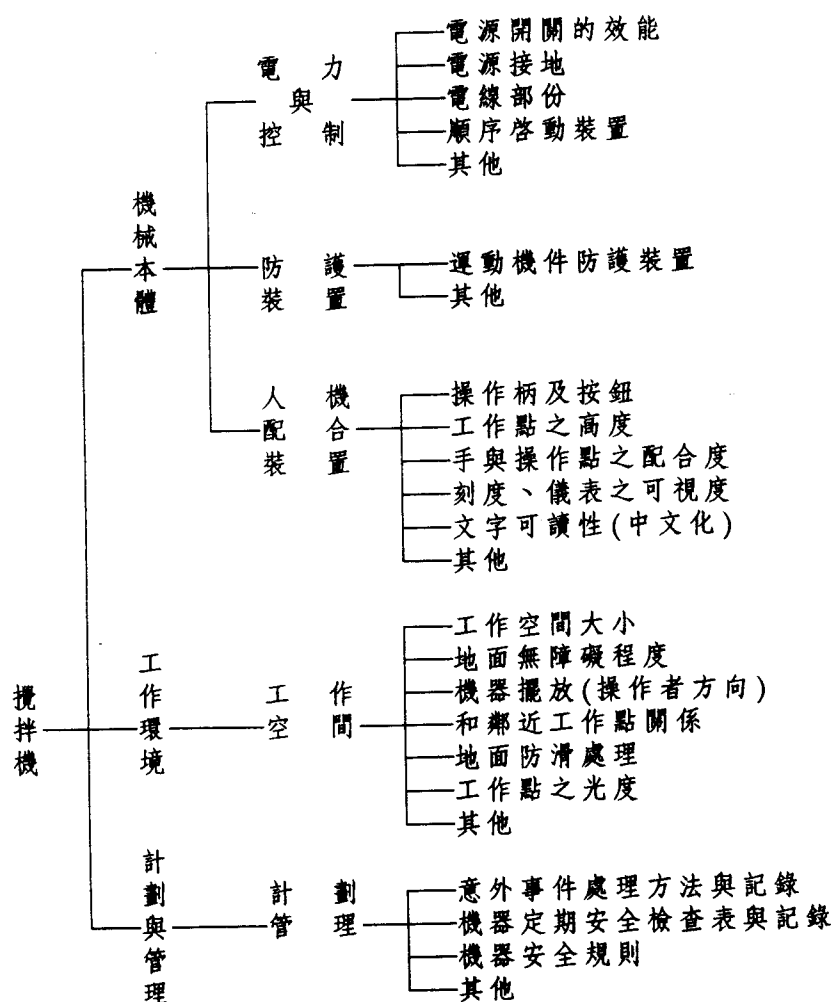 攪拌機
機械本體
電力與控制
電源開關的效能
電源接地
電線部份
順序啓動裝置
其他
防護裝置
運動機件防護裝置
其他
人機配合裝置
操作柄及按鈕
工作點之高度
手與操作點之配合度
刻度、儀表之可視度
文字可讀性(中文化)
其他
工作環境
工作空間
工作空間大小
地面無障礙程度
機器擺放(操作者方向)
和鄰近工作點關係
地面防滑處理
工作點之光度
其他
計劃與管理
計劃管理
意外事件處理方法與記錄
機器定期安全檢查表與記錄
機器安全規則
其他